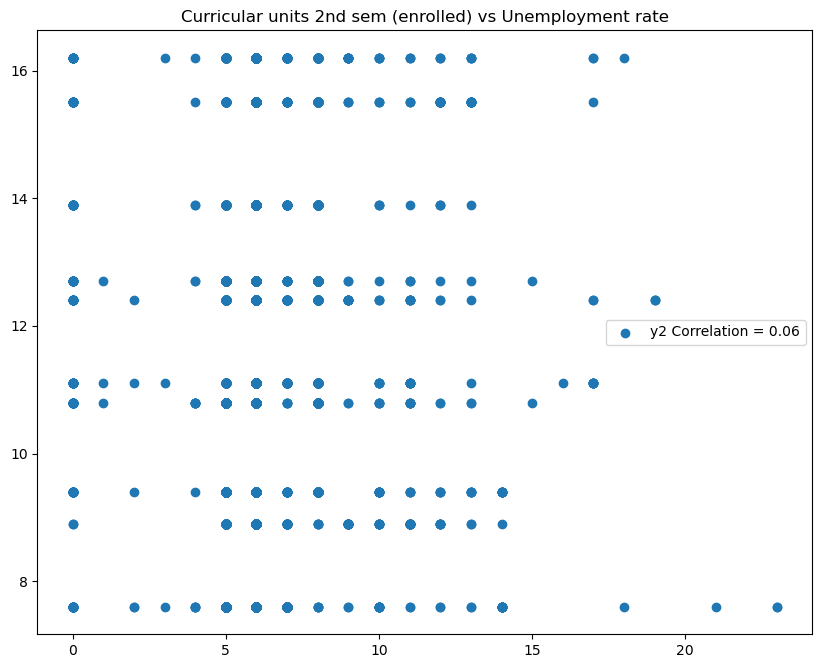 Curricular units 2nd sem (enrolled) vs Unemployment rate
16
14
12
y2 Correlation = 0.06
10
8
0 5 10 15 20